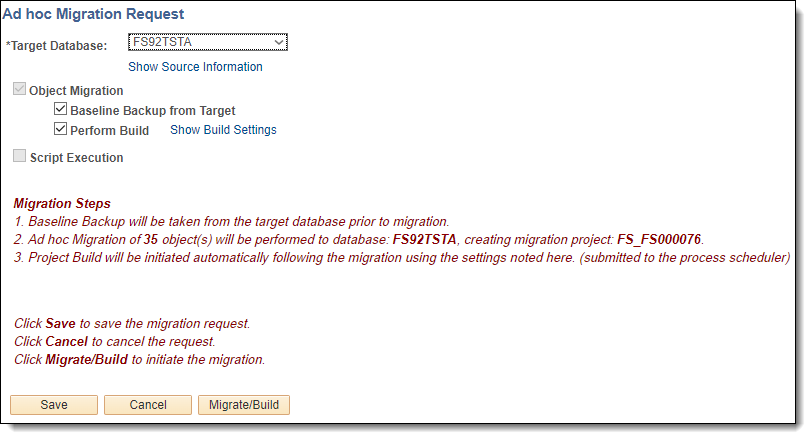 Ad hoc Migration Request
*Target Database: FS92TSTA
Show Source Information
Object Migration
Baseline Backup from Target
Perform Build Show Build Settings
Script Execution
Migration Steps
1. Baseline Backup will be taken from the target database prior to migration.
2. Ad hoc Migration of 35 object(s) will be performed to database: FS92TSTA, creating migration project: FS_FS000076.
3. Project Build will be initiated automatically following the migration using the settings noted here. (submitted to the process scheduler)
Click Save to save the migration request.
Click Cancel to cancel the request.
Click Migrate/Build to initiate the migration.
Save Cancel Migrate/Build